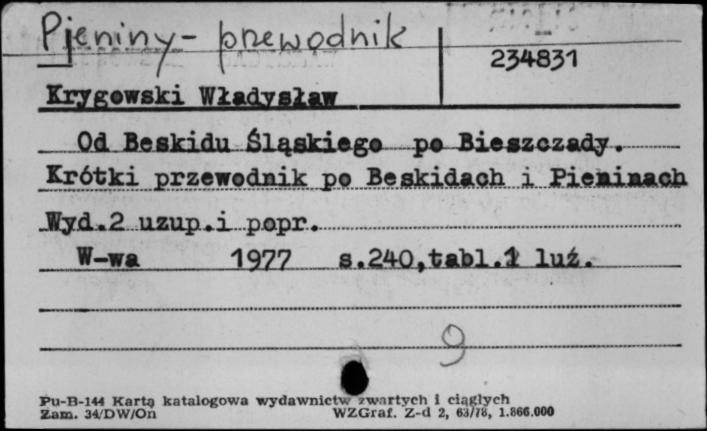 Pieniny - przewodnik
234831
Krygowski Władysław
Od Beskidu Śląskiego po Bieszczady.
Krótki przewodnik po Beskidach i Pieninach
Wyd.2 uzup.i popr.
W-wa 1977 s.240,tabl.1 luź.
9
Pu-B-144 Karta katalogowa wydawnictw zwartych i ciągłych
Zam. 34/DW/On WZGraf. Z-d 2, 63/78, 1.866.000